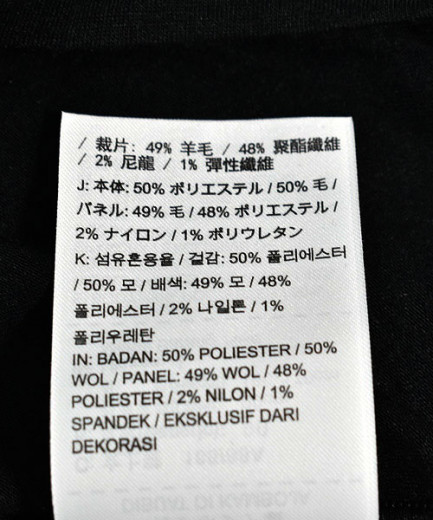 / 裁片: 49% 羊毛 / 48% 聚酯纖維
/ 2% 尼龍 / 1% 彈性纖維
J: 本体: 50% ポリエステル / 50% 毛 /
パネル: 49% 毛 / 48% ポリエステル /
2% ナイロン / 1% ポリウレタン
K: 섬유혼용율 / 겉감: 50% 폴리에스터
/ 50% 모 / 배색: 49% 모 / 48%
폴리에스터 / 2% 나일론 / 1%
폴리우레탄
IN: BADAN: 50% POLIESTER / 50%
WOL / PANEL: 49% WOL / 48%
POLIESTER / 2% NILON / 1%
SPANDEK / EKSKLUSIF DARI
DEKORASI